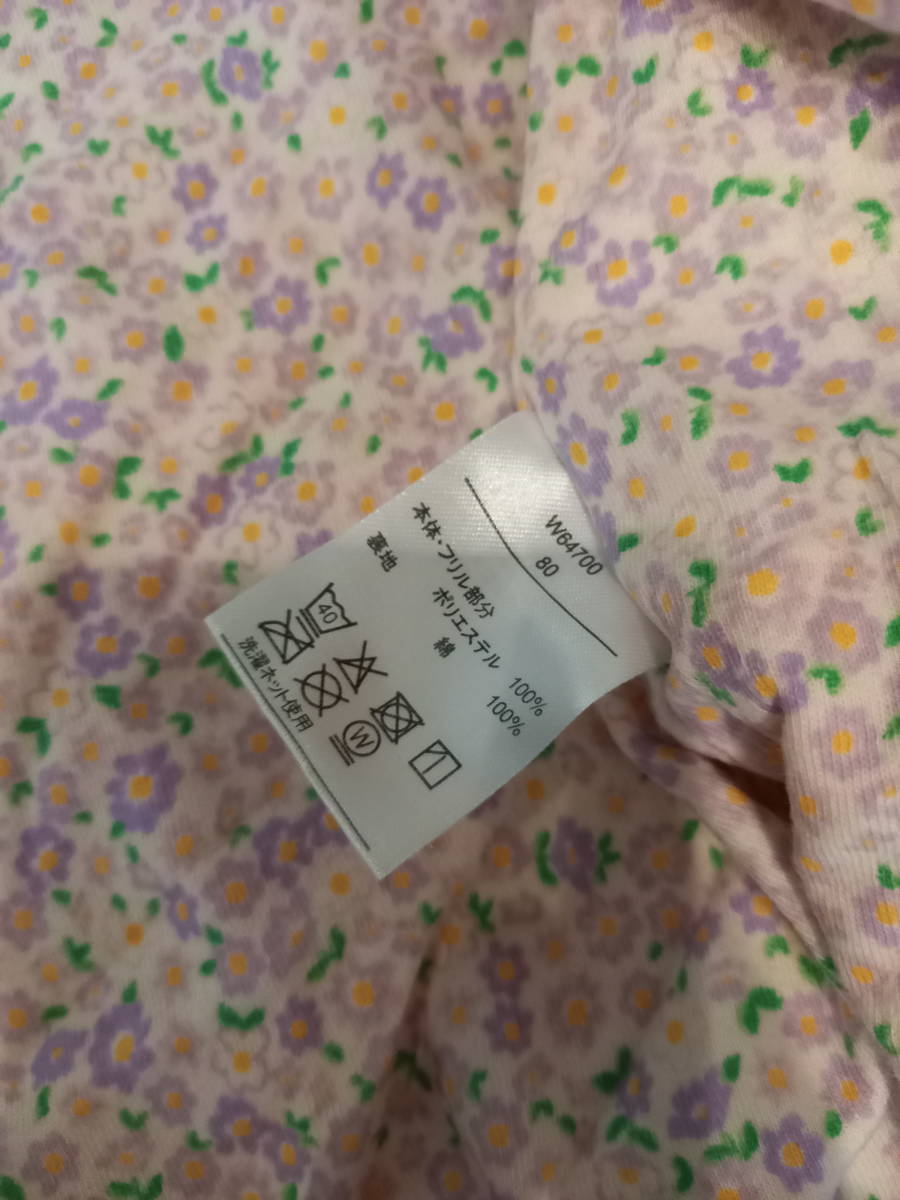 W64700
80
本体・フリル部分
ポリエステル 100%
裏地 綿 100%
40
W
洗濯ネット使用